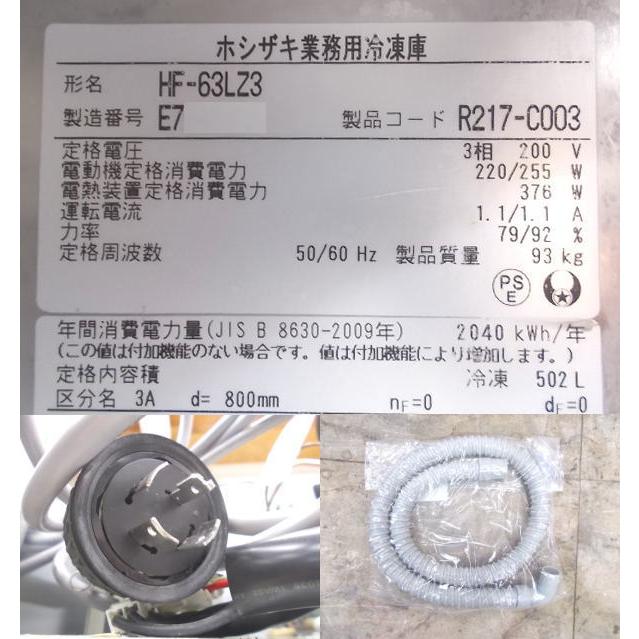 ホシザキ業務用冷凍庫
形名 HF-63LZ3
製造番号 E7 製品コード R217-C003
定格電圧 3相 200 V
電動機定格消費電力 220/255 W
電熱装置定格消費電力 376 W
運転電流 1.1/1.1 A
力率 79/92 %
定格周波数 50/60 Hz 製品質量 93 kg
PS
E
年間消費電力量(JIS B 8630-2009年) 2040 kWh/年
(この値は付加機能のない場合です。値は付加機能により増加します。)
定格内容積 冷凍 502 L
区分名 3A d= 800mm nF=0 dF=0